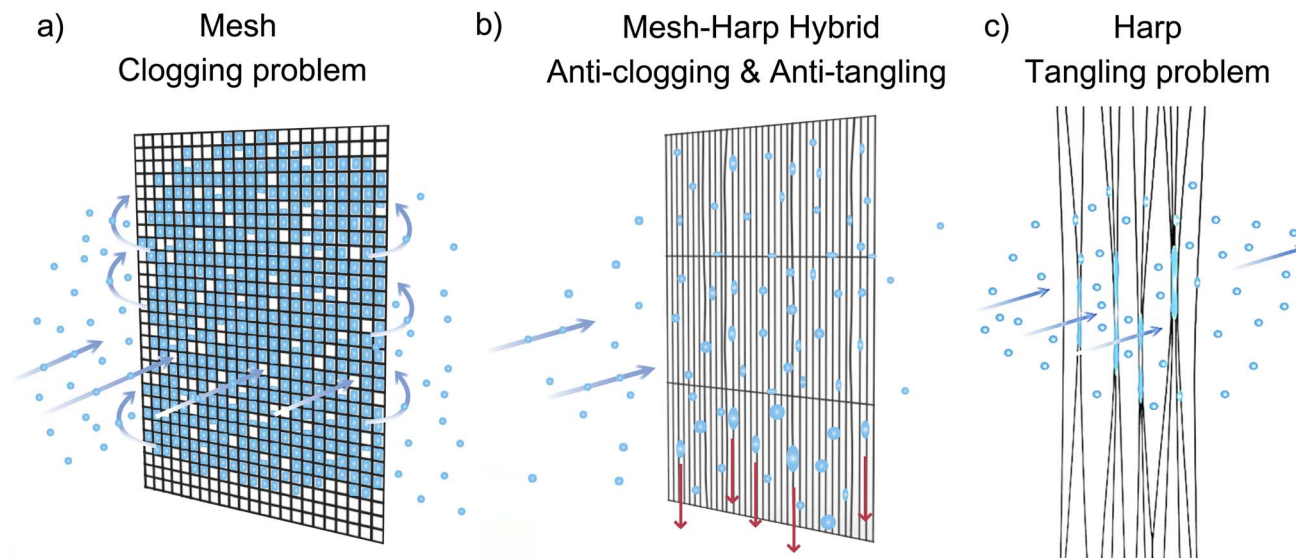 a)
Mesh
Clogging problem
b)
Mesh-Harp Hybrid
Anti-clogging & Anti-tangling
c)
Harp
Tangling problem